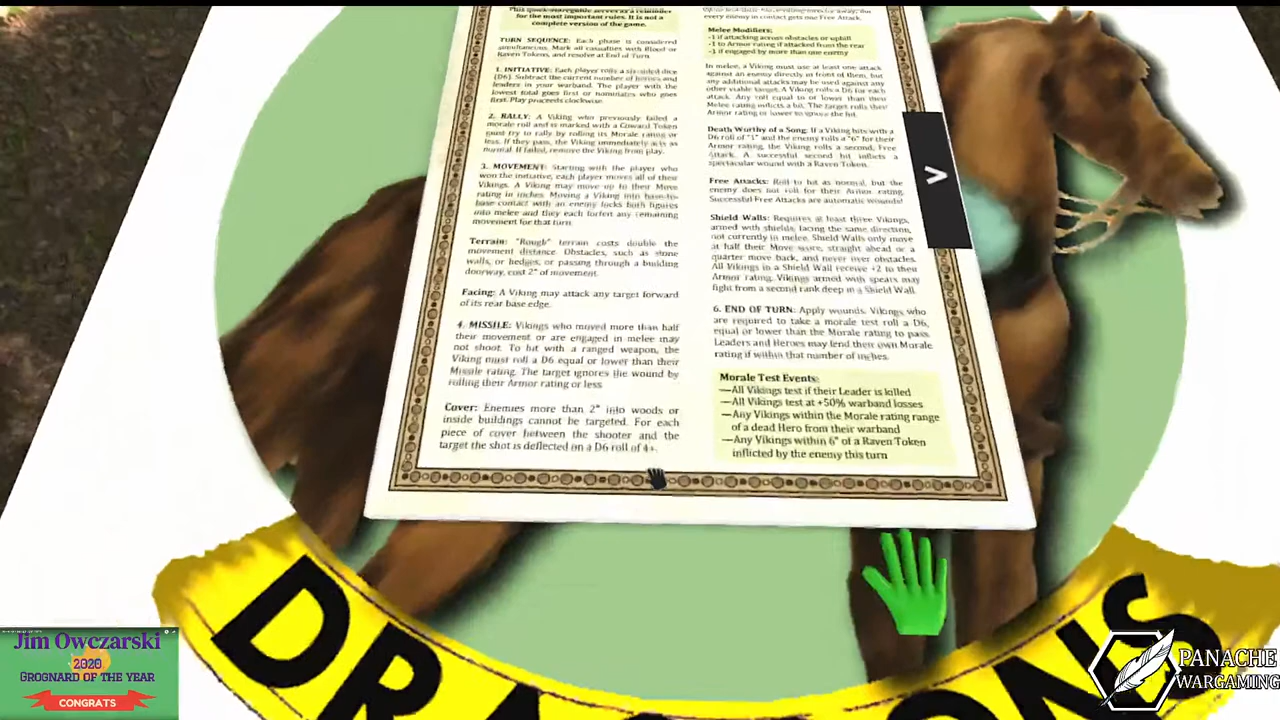 for the most important rules. It is not a
complete version of the game.
TURN SEQUENCE: Each phase is considered
simultaneous. Mark all casualties with Blood or
Raven Tokens, and resolve at End of Turn.
1. INITIATIVE: Each player rolls a six-sided dice
(D6). Subtract the current number of heroes and
leaders in your warband. The player with the
lowest total goes first or nominates who goes
first. Play proceeds clockwise.
2. RALLY: A Viking who previously failed a
morale roll and is marked with a Coward Token
must try to rally by rolling its Morale rating or
less. If they pass, the Viking immediately acts as
normal. If failed, remove the Viking from play.
3. MOVEMENT: Starting with the player who
won the initiative, each player moves all of their
Vikings. A Viking may move up to their Move
rating in inches. Moving a Viking into base-to-
base contact with an enemy locks both figures
into melee and they each forfeit any remaining
movement for that turn.
Terrain: "Rough" terrain costs double the
movement distance. Obstacles, such as stone
walls, or hedges, or passing through a building
doorway, cost 2" of movement.
Facing: A Viking may attack any target forward
of its rear base edge.
4. MISSILE: Vikings who moved more than half
their movement or are engaged in melee may
not shoot. To hit with a ranged weapon, the
Viking must roll a D6 equal or lower than their
Missile rating. The target ignores the wound by
rolling their Armor rating or less.
Cover: Enemies more than 2" into woods or
inside buildings cannot be targeted. For each
piece of cover between the shooter and the
target the shot is deflected on a D6 roll of 4+.
every enemy in contact gets one Free Attack.
Melee Modifiers:
-1 if attacking across obstacles or uphill
-1 to Armor rating if attacked from the rear
-1 if engaged by more than one enemy
In melee, a Viking must use at least one attack
against an enemy directly in front of them, but
any additional attacks may be used against any
other viable target. A Viking rolls a D6 for each
attack. Any roll equal to or lower than their
Melee rating inflicts a hit. The target rolls their
Armor rating or lower to ignore the hit.
Death Worthy of a Song: If a Viking hits with a
D6 roll of "1" and the enemy rolls a "6" for their
Armor rating, the Viking rolls a second, Free
Attack. A successful second hit inflicts a
spectacular wound with a Raven Token.
Free Attacks: Roll to hit as normal, but the
enemy does not roll for their Armor rating.
Successful Free Attacks are automatic wounds!
Shield Walls: Requires at least three Vikings,
armed with shields, facing the same direction,
not currently in melee. Shield Walls only move
at half their Move score, straight ahead or a
quarter move back, and never over obstacles.
All Vikings in a Shield Wall receive +2 to their
Armor rating. Vikings armed with spears may
fight from a second rank deep in a Shield Wall.
6. END OF TURN: Apply wounds. Vikings who
are required to take a morale test roll a D6,
equal or lower than the Morale rating to pass.
Leaders and Heroes may lend their own Morale
rating if within that number of inches.
Morale Test Events:
—All Vikings test if their Leader is killed
—All Vikings test at +50% warband losses
—Any Vikings within the Morale rating range
of a dead Hero from their warband
—Any Vikings within 6" of a Raven Token
inflicted by the enemy this turn
>
DRAGOONS
Jim Owczarski
2020
GROGNARD OF THE YEAR
CONGRATS
PANACHE
WARGAMING